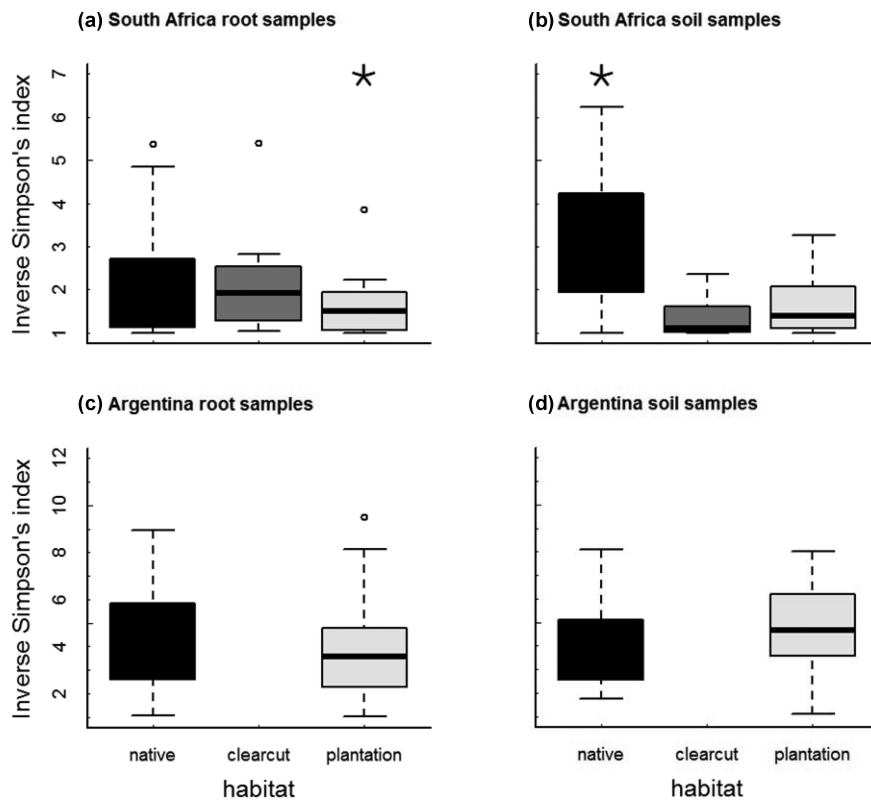 (a) South Africa root samples
(b) South Africa soil samples
Inverse Simpson's index
7
6
5
4
3
2
1
(c) Argentina root samples
(d) Argentina soil samples
Inverse Simpson's index
12
10
8
6
4
2
native clearcut plantation
native clearcut plantation
habitat
habitat